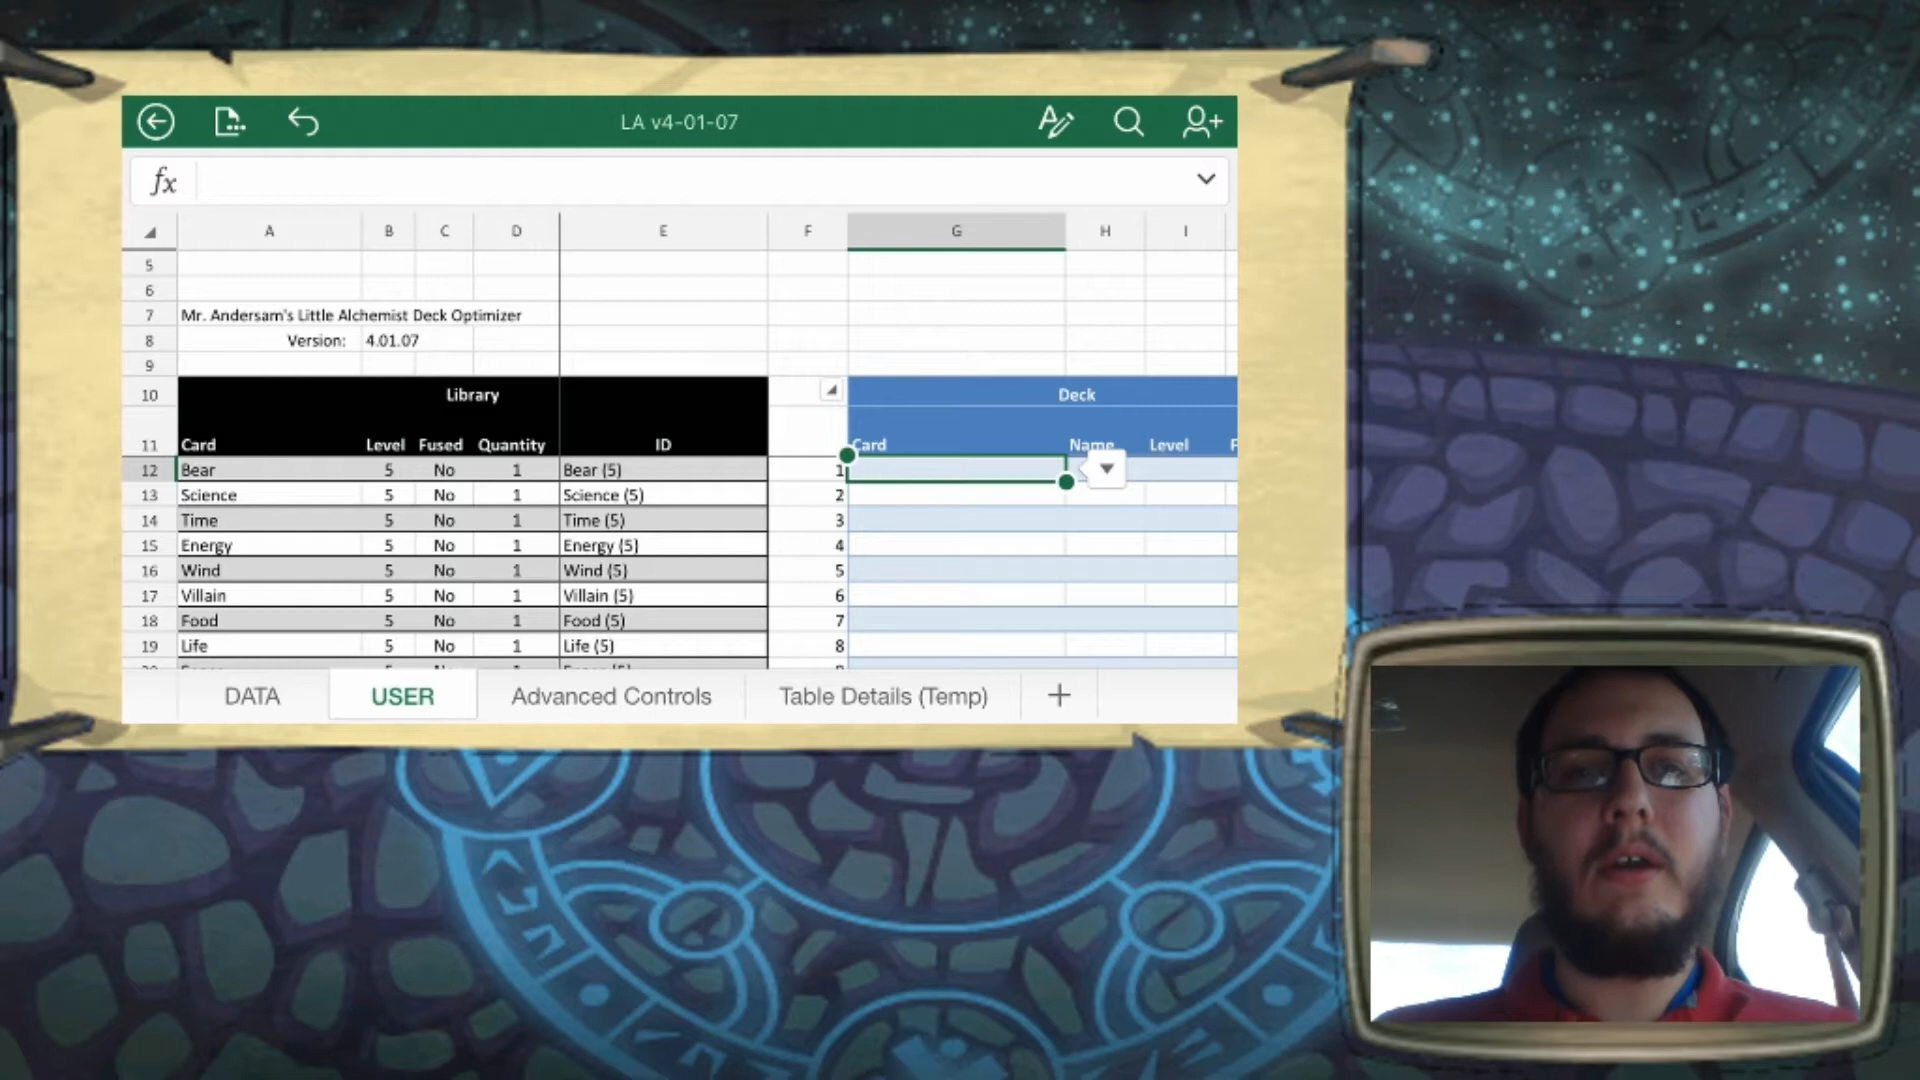 LA v4-01-07
fx
A B C D E F G H I
5
6
7 Mr. Andersam's Little Alchemist Deck Optimizer
8 Version: 4.01.07
9
10 Library Deck
11 Card Level Fused Quantity ID Card Name Level F
12 Bear 5 No 1 Bear (5) 1
13 Science 5 No 1 Science (5) 2
14 Time 5 No 1 Time (5) 3
15 Energy 5 No 1 Energy (5) 4
16 Wind 5 No 1 Wind (5) 5
17 Villain 5 No 1 Villain (5) 6
18 Food 5 No 1 Food (5) 7
19 Life 5 No 1 Life (5) 8
DATA USER Advanced Controls Table Details (Temp) +